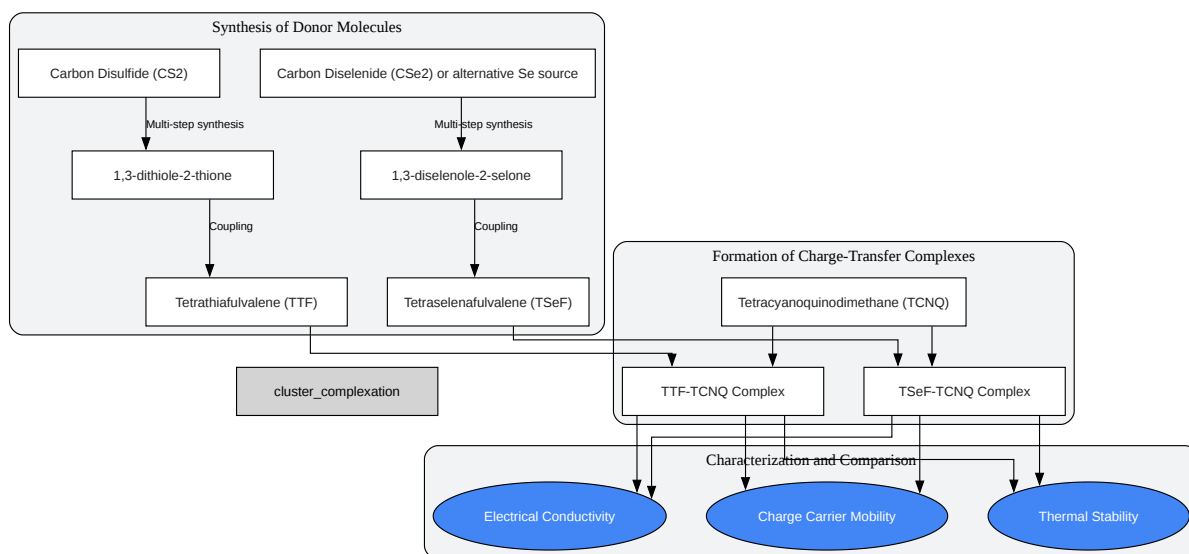 Synthesis of Donor Molecules
Carbon Disulfide (CS2)
Carbon Diselenide (CSe2) or alternative Se source
Multi-step synthesis
Multi-step synthesis
1,3-dithiole-2-thione
1,3-diselenole-2-selone
Coupling
Coupling
Tetrathiafulvalene (TTF)
Tetraselenafulvalene (TSeF)
Formation of Charge-Transfer Complexes
Tetracyanoquinodimethane (TCNQ)
cluster_complexation
TTF-TCNQ Complex
TSeF-TCNQ Complex
Characterization and Comparison
Electrical Conductivity
Charge Carrier Mobility
Thermal Stability